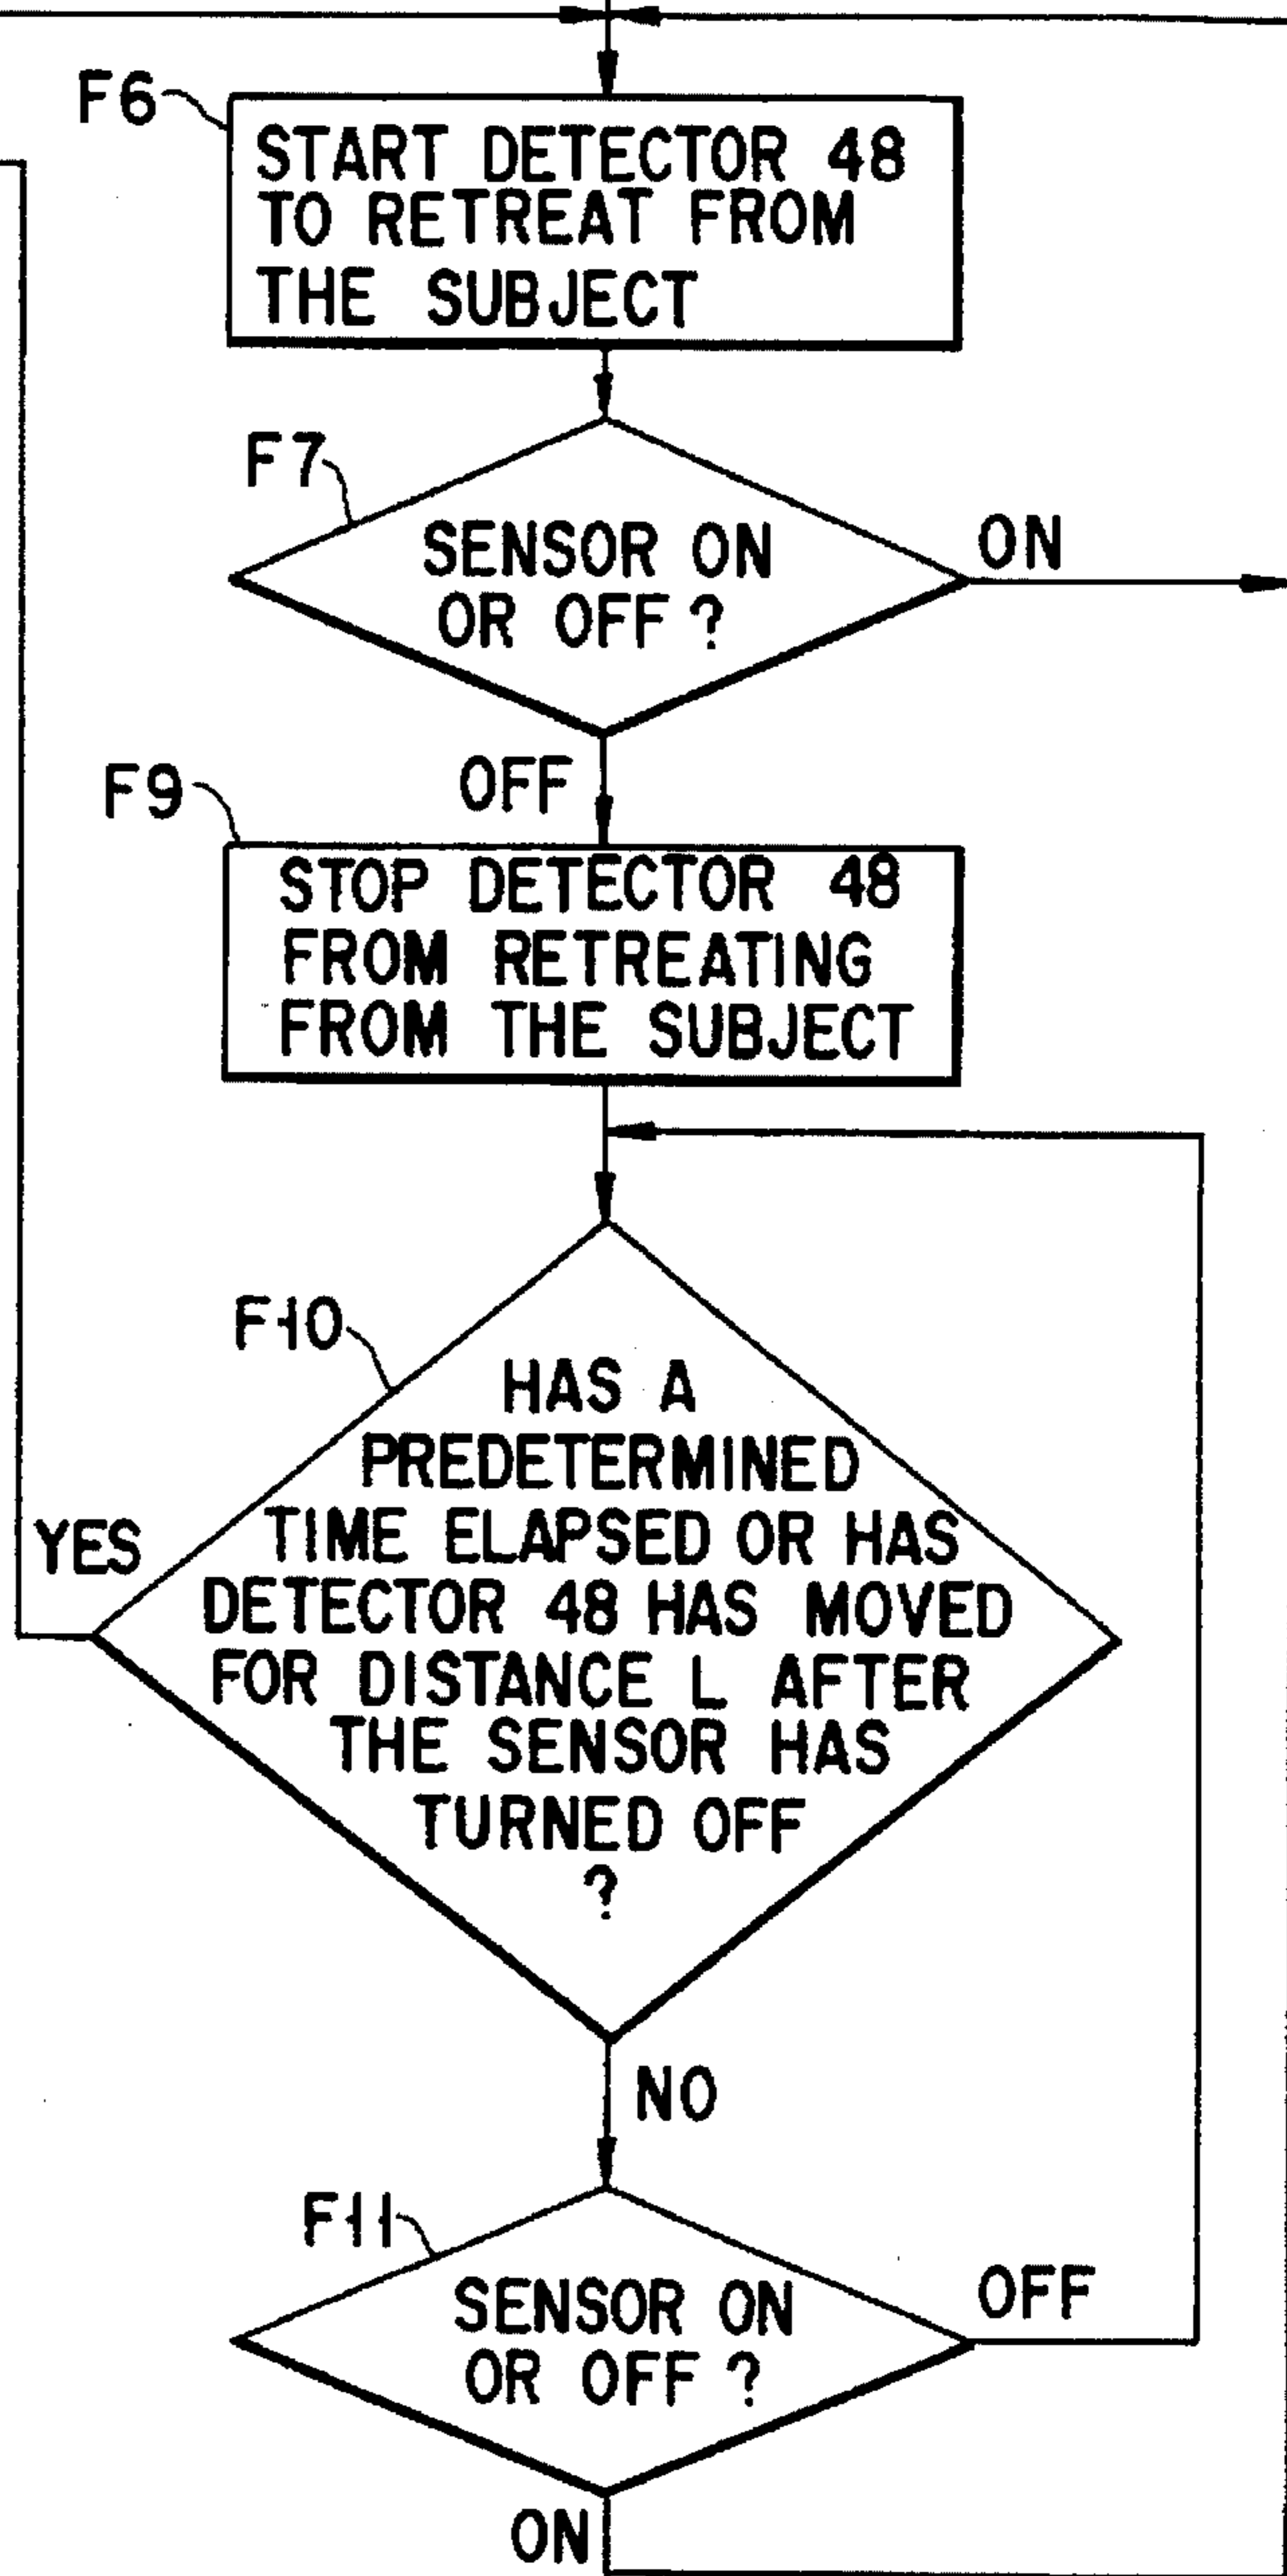 F6
START DETECTOR 48
TO RETREAT FROM
THE SUBJECT
F7
SENSOR ON
OR OFF ?
ON
OFF
F9
STOP DETECTOR 48
FROM RETREATING
FROM THE SUBJECT
F10
HAS A
PREDETERMINED
TIME ELAPSED OR HAS
DETECTOR 48 HAS MOVED
FOR DISTANCE L AFTER
THE SENSOR HAS
TURNED OFF
?
YES
NO
F11
SENSOR ON
OR OFF ?
OFF
ON